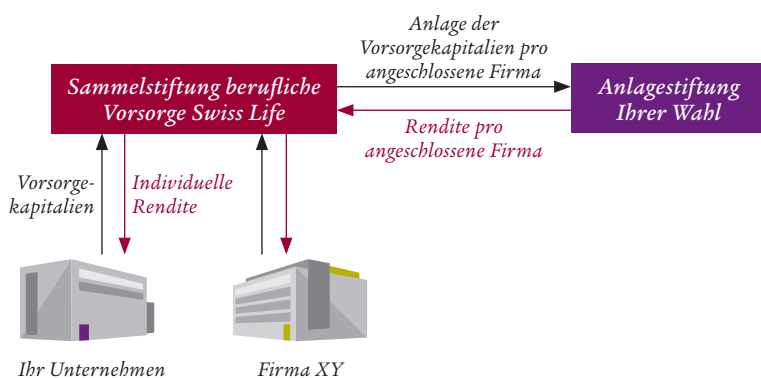 Anlage der
Vorsorgekapitalien pro
angeschlossene Firma
Sammelstiftung berufliche
Vorsorge Swiss Life
Anlagestiftung
Ihrer Wahl
Rendite pro
angeschlossene Firma
Vorsorge-
kapitalien
Individuelle
Rendite
Ihr Unternehmen
Firma XY